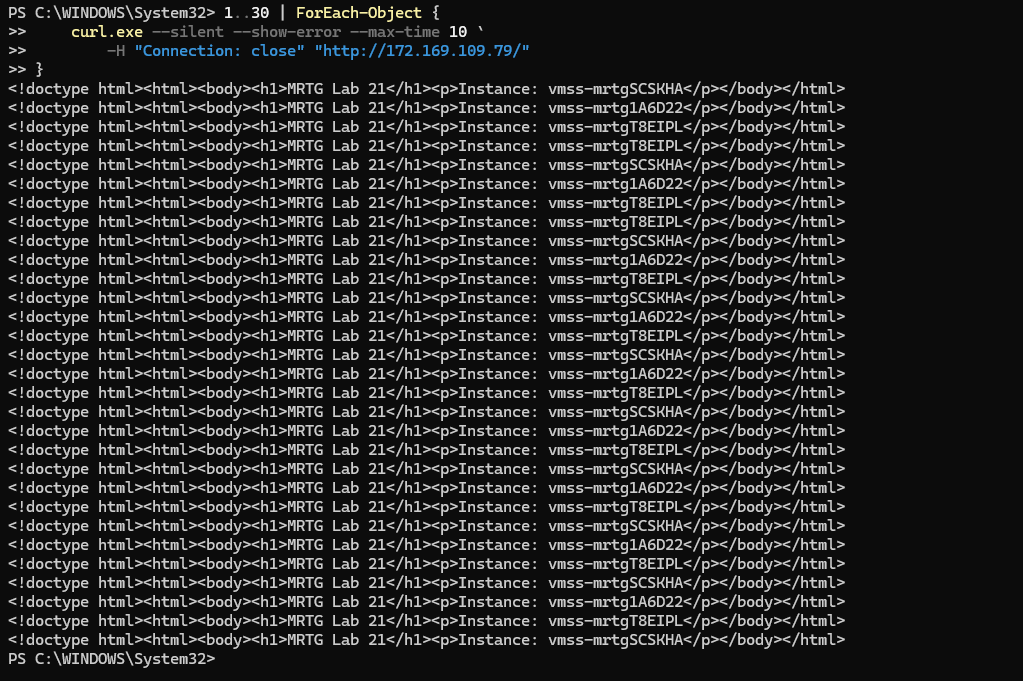 PS C:\WINDOWS\System32> 1..30 | ForEach-Object {
>>     curl.exe --silent --show-error --max-time 10 `
>>         -H "Connection: close" "http://172.169.109.79/"
>> }
<!doctype html><html><body><h1>MRTG Lab 21</h1><p>Instance: vmss-mrtgSCSKHA</p></body></html>
<!doctype html><html><body><h1>MRTG Lab 21</h1><p>Instance: vmss-mrtg1A6D22</p></body></html>
<!doctype html><html><body><h1>MRTG Lab 21</h1><p>Instance: vmss-mrtgT8EIPL</p></body></html>
<!doctype html><html><body><h1>MRTG Lab 21</h1><p>Instance: vmss-mrtgT8EIPL</p></body></html>
<!doctype html><html><body><h1>MRTG Lab 21</h1><p>Instance: vmss-mrtgSCSKHA</p></body></html>
<!doctype html><html><body><h1>MRTG Lab 21</h1><p>Instance: vmss-mrtg1A6D22</p></body></html>
<!doctype html><html><body><h1>MRTG Lab 21</h1><p>Instance: vmss-mrtgT8EIPL</p></body></html>
<!doctype html><html><body><h1>MRTG Lab 21</h1><p>Instance: vmss-mrtgT8EIPL</p></body></html>
<!doctype html><html><body><h1>MRTG Lab 21</h1><p>Instance: vmss-mrtgSCSKHA</p></body></html>
<!doctype html><html><body><h1>MRTG Lab 21</h1><p>Instance: vmss-mrtg1A6D22</p></body></html>
<!doctype html><html><body><h1>MRTG Lab 21</h1><p>Instance: vmss-mrtgT8EIPL</p></body></html>
<!doctype html><html><body><h1>MRTG Lab 21</h1><p>Instance: vmss-mrtgSCSKHA</p></body></html>
<!doctype html><html><body><h1>MRTG Lab 21</h1><p>Instance: vmss-mrtg1A6D22</p></body></html>
<!doctype html><html><body><h1>MRTG Lab 21</h1><p>Instance: vmss-mrtgT8EIPL</p></body></html>
<!doctype html><html><body><h1>MRTG Lab 21</h1><p>Instance: vmss-mrtgSCSKHA</p></body></html>
<!doctype html><html><body><h1>MRTG Lab 21</h1><p>Instance: vmss-mrtg1A6D22</p></body></html>
<!doctype html><html><body><h1>MRTG Lab 21</h1><p>Instance: vmss-mrtgT8EIPL</p></body></html>
<!doctype html><html><body><h1>MRTG Lab 21</h1><p>Instance: vmss-mrtgSCSKHA</p></body></html>
<!doctype html><html><body><h1>MRTG Lab 21</h1><p>Instance: vmss-mrtg1A6D22</p></body></html>
<!doctype html><html><body><h1>MRTG Lab 21</h1><p>Instance: vmss-mrtgT8EIPL</p></body></html>
<!doctype html><html><body><h1>MRTG Lab 21</h1><p>Instance: vmss-mrtgSCSKHA</p></body></html>
<!doctype html><html><body><h1>MRTG Lab 21</h1><p>Instance: vmss-mrtg1A6D22</p></body></html>
<!doctype html><html><body><h1>MRTG Lab 21</h1><p>Instance: vmss-mrtgT8EIPL</p></body></html>
<!doctype html><html><body><h1>MRTG Lab 21</h1><p>Instance: vmss-mrtgSCSKHA</p></body></html>
<!doctype html><html><body><h1>MRTG Lab 21</h1><p>Instance: vmss-mrtg1A6D22</p></body></html>
<!doctype html><html><body><h1>MRTG Lab 21</h1><p>Instance: vmss-mrtgT8EIPL</p></body></html>
<!doctype html><html><body><h1>MRTG Lab 21</h1><p>Instance: vmss-mrtgSCSKHA</p></body></html>
<!doctype html><html><body><h1>MRTG Lab 21</h1><p>Instance: vmss-mrtg1A6D22</p></body></html>
<!doctype html><html><body><h1>MRTG Lab 21</h1><p>Instance: vmss-mrtgT8EIPL</p></body></html>
<!doctype html><html><body><h1>MRTG Lab 21</h1><p>Instance: vmss-mrtgSCSKHA</p></body></html>
PS C:\WINDOWS\System32>